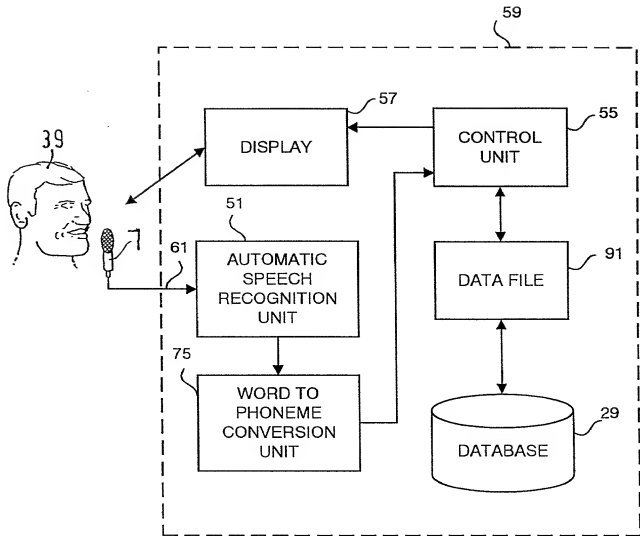 59
57
DISPLAY
55
CONTROL
UNIT
39
7
61
51
AUTOMATIC
SPEECH
RECOGNITION
UNIT
91
DATA FILE
75
WORD TO
PHONEME
CONVERSION
UNIT
29
DATABASE